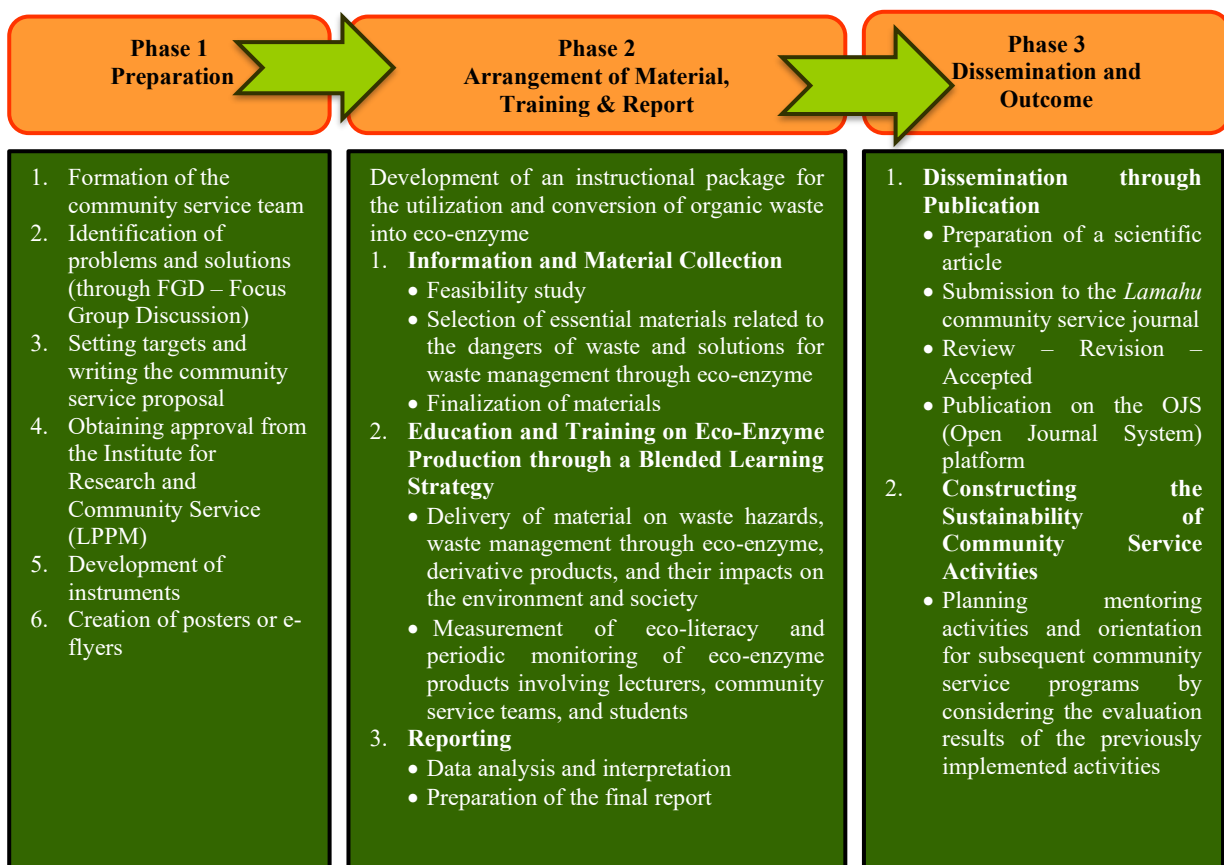 Phase 1
Preparation
Phase 2
Arrangement of Material,
Training & Report
Phase 3
Dissemination and
Outcome
1. Formation of the
community service team
2. Identification of
problems and solutions
(through FGD – Focus
Group Discussion)
3. Setting targets and
writing the community
service proposal
4. Obtaining approval from
the Institute for
Research and
Community Service
(LPPM)
5. Development of
instruments
6. Creation of posters or e-
flyers
Development of an instructional package for
the utilization and conversion of organic waste
into eco-enzyme
1. Information and Material Collection
• Feasibility study
• Selection of essential materials related to
the dangers of waste and solutions for
waste management through eco-enzyme
• Finalization of materials
2. Education and Training on Eco-Enzyme
Production through a Blended Learning
Strategy
• Delivery of material on waste hazards,
waste management through eco-enzyme,
derivative products, and their impacts on
the environment and society
• Measurement of eco-literacy and
periodic monitoring of eco-enzyme
products involving lecturers, community
service teams, and students
3. Reporting
• Data analysis and interpretation
• Preparation of the final report
1. Dissemination through
Publication
• Preparation of a scientific
article
• Submission to the Lamahu
community service journal
• Review – Revision –
Accepted
• Publication on the OJS
(Open Journal System)
platform
2. Constructing the
Sustainability of
Community Service
Activities
• Planning mentoring
activities and orientation
for subsequent community
service programs by
considering the evaluation
results of the previously
implemented activities